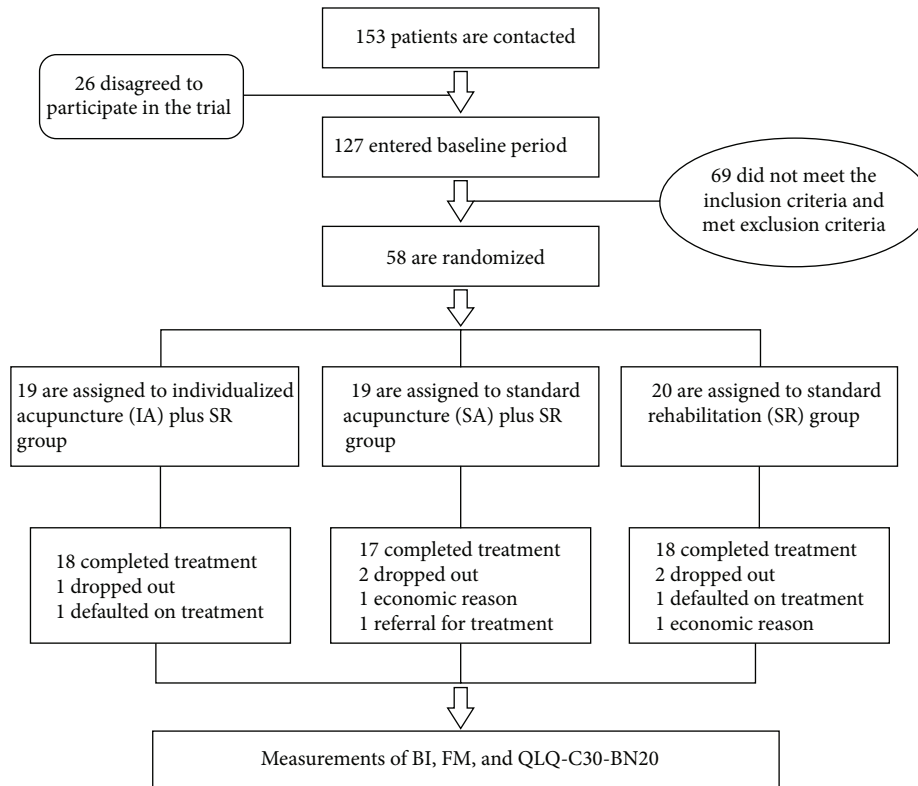 153 patients are contacted
26 disagreed to
participate in the trial
127 entered baseline period
69 did not meet the
inclusion criteria and
met exclusion criteria
58 are randomized
19 are assigned to individualized
acupuncture (IA) plus SR
group
19 are assigned to standard
acupuncture (SA) plus SR
group
20 are assigned to standard
rehabilitation (SR) group
18 completed treatment
1 dropped out
1 defaulted on treatment
17 completed treatment
2 dropped out
1 economic reason
1 referral for treatment
18 completed treatment
2 dropped out
1 defaulted on treatment
1 economic reason
Measurements of BI, FM, and QLQ-C30-BN20